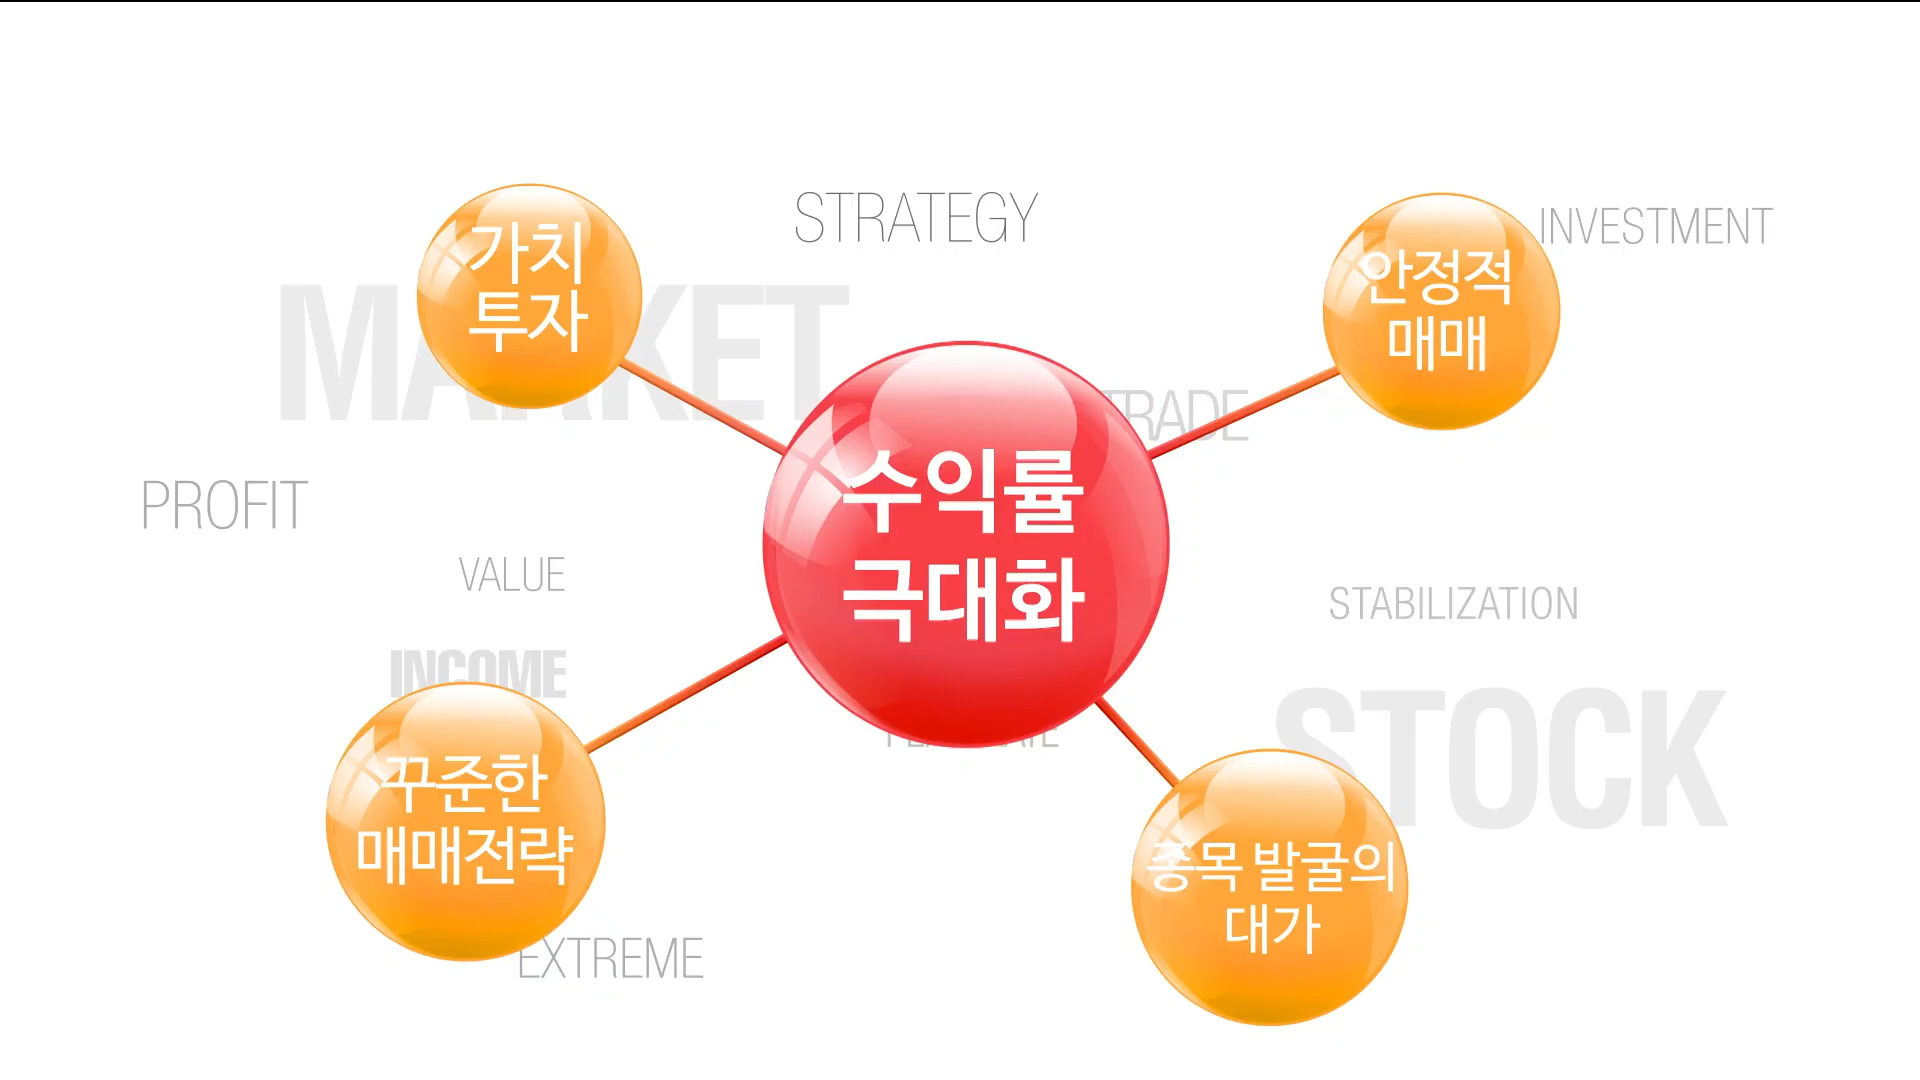 STRATEGY
INVESTMENT
가치
투자
안정적
매매
MARKET
TRADE
수익률
극대화
PROFIT
VALUE
STABILIZATION
INCOME
STOCK
꾸준한
매매전략
종목 발굴의
대가
EXTREME